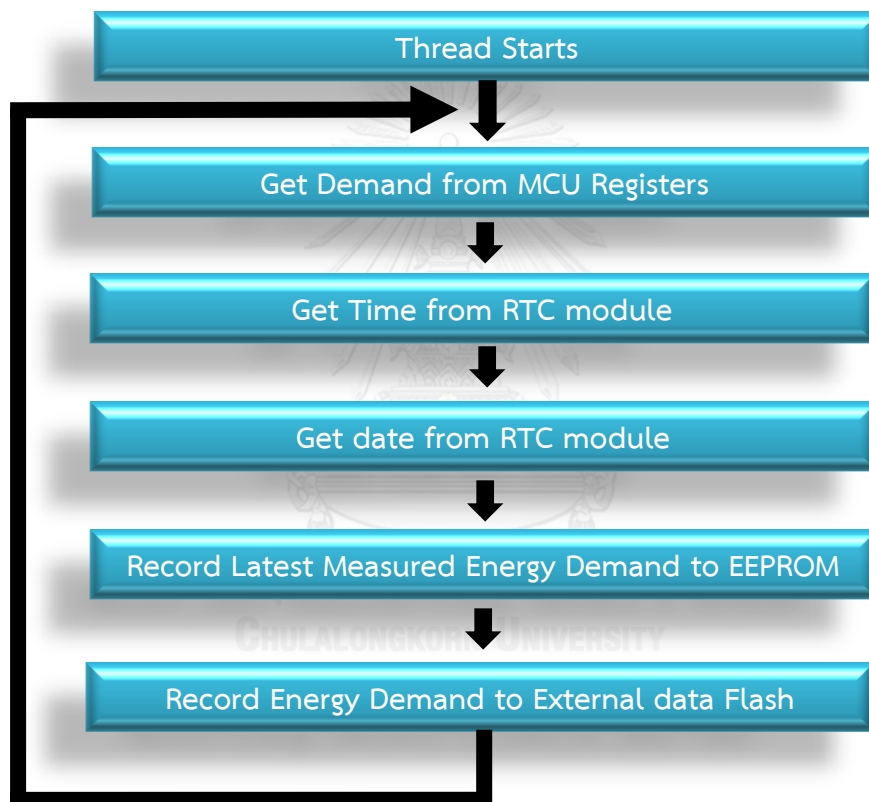 Thread Starts
Get Demand from MCU Registers
Get Time from RTC module
Get date from RTC module
Record Latest Measured Energy Demand to EEPROM
CHULALONGKORN UNIVERSITY
Record Energy Demand to External data Flash